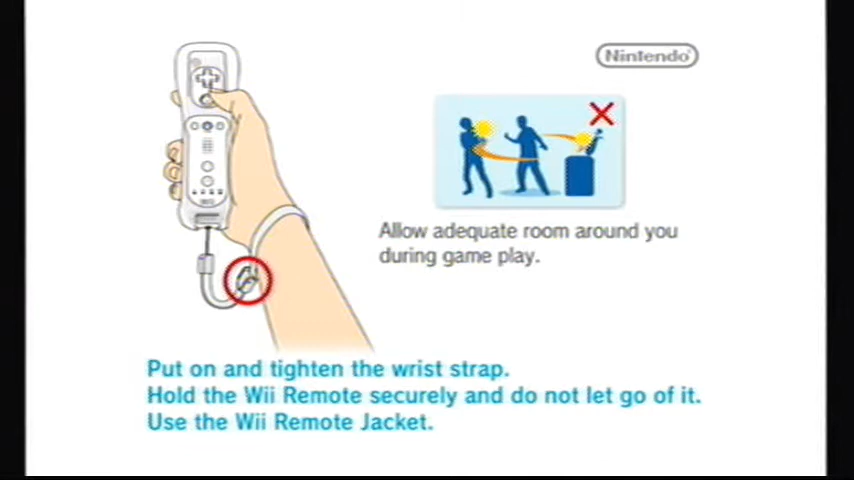 Nintendo
Allow adequate room around you
during game play.
Put on and tighten the wrist strap.
Hold the Wii Remote securely and do not let go of it.
Use the Wii Remote Jacket.